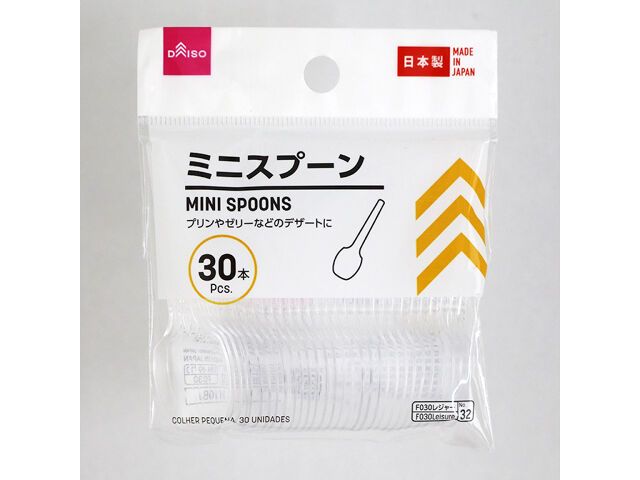 DAISO
日本製
MADE
IN
JAPAN
ミニスプーン
MINI SPOONS
プリンやゼリーなどのデザートに
30本
Pcs.
COLHER PEQUENA, 30 UNIDADES
F030レジャー
F030Leisure
No.
32